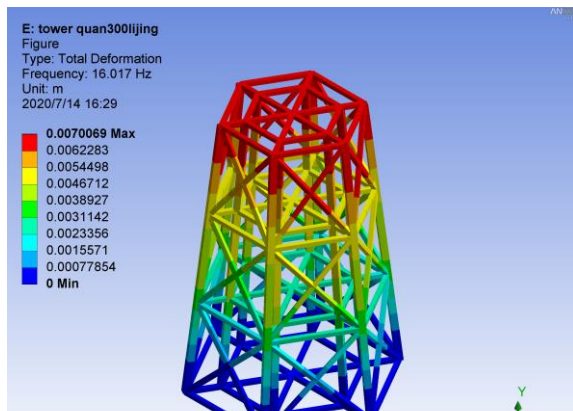 AN
E: tower quan300lijing
Figure
Type: Total Deformation
Frequency: 16.017 Hz
Unit: m
2020/7/14 16:29
0.0070069 Max
0.0062283
0.0054498
0.0046712
0.0038927
0.0031142
0.0023356
0.0015571
0.00077854
0 Min
Y